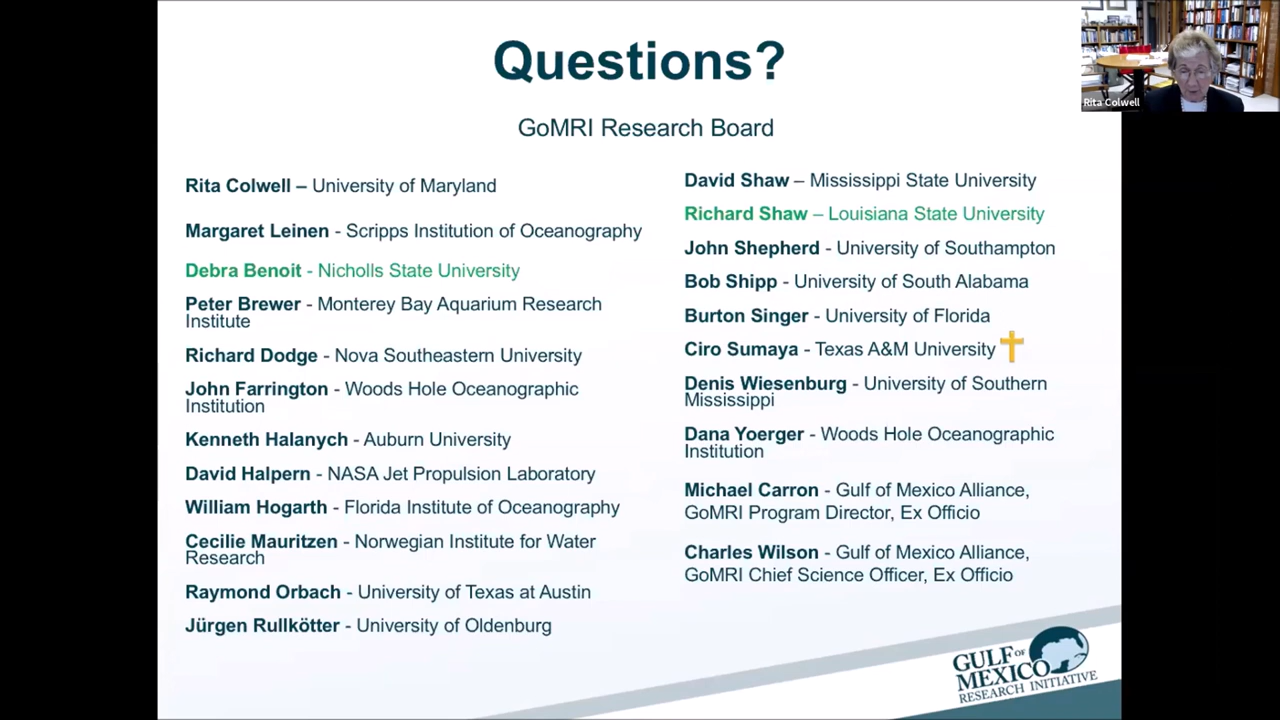 Questions?
GoMRI Research Board
Rita Colwell – University of Maryland
Margaret Leinen - Scripps Institution of Oceanography
Debra Benoit - Nicholls State University
Peter Brewer - Monterey Bay Aquarium Research
Institute
Richard Dodge - Nova Southeastern University
John Farrington - Woods Hole Oceanographic
Institution
Kenneth Halanych - Auburn University
David Halpern - NASA Jet Propulsion Laboratory
William Hogarth - Florida Institute of Oceanography
Cecilie Mauritzen - Norwegian Institute for Water
Research
Raymond Orbach - University of Texas at Austin
Jürgen Rullkötter - University of Oldenburg
David Shaw – Mississippi State University
Richard Shaw – Louisiana State University
John Shepherd - University of Southampton
Bob Shipp - University of South Alabama
Burton Singer - University of Florida
Ciro Sumaya - Texas A&M University
Denis Wiesenburg - University of Southern
Mississippi
Dana Yoerger - Woods Hole Oceanographic
Institution
Michael Carron - Gulf of Mexico Alliance,
GoMRI Program Director, Ex Officio
Charles Wilson - Gulf of Mexico Alliance,
GoMRI Chief Science Officer, Ex Officio
GULF OF
MEXICO
RESEARCH INITIATIVE
Rita Colwell